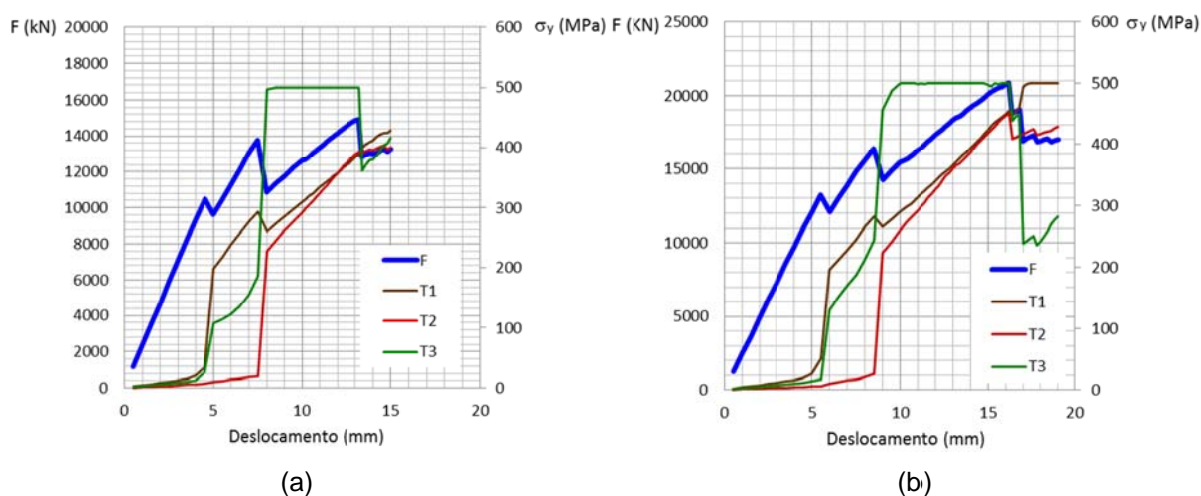 F (kN)
σy (MPa)
20000
18000
16000
14000
12000
10000
8000
6000
4000
2000
0
600
500
400
300
200
100
0
0 5 10 15 20
Deslocamento (mm)
F
T1
T2
T3
(a)
F (KN)
σy (MPa)
25000
20000
15000
10000
5000
0
600
500
400
300
200
100
0
0 5 10 15 20
Deslocamento (mm)
F
T1
T2
T3
(b)